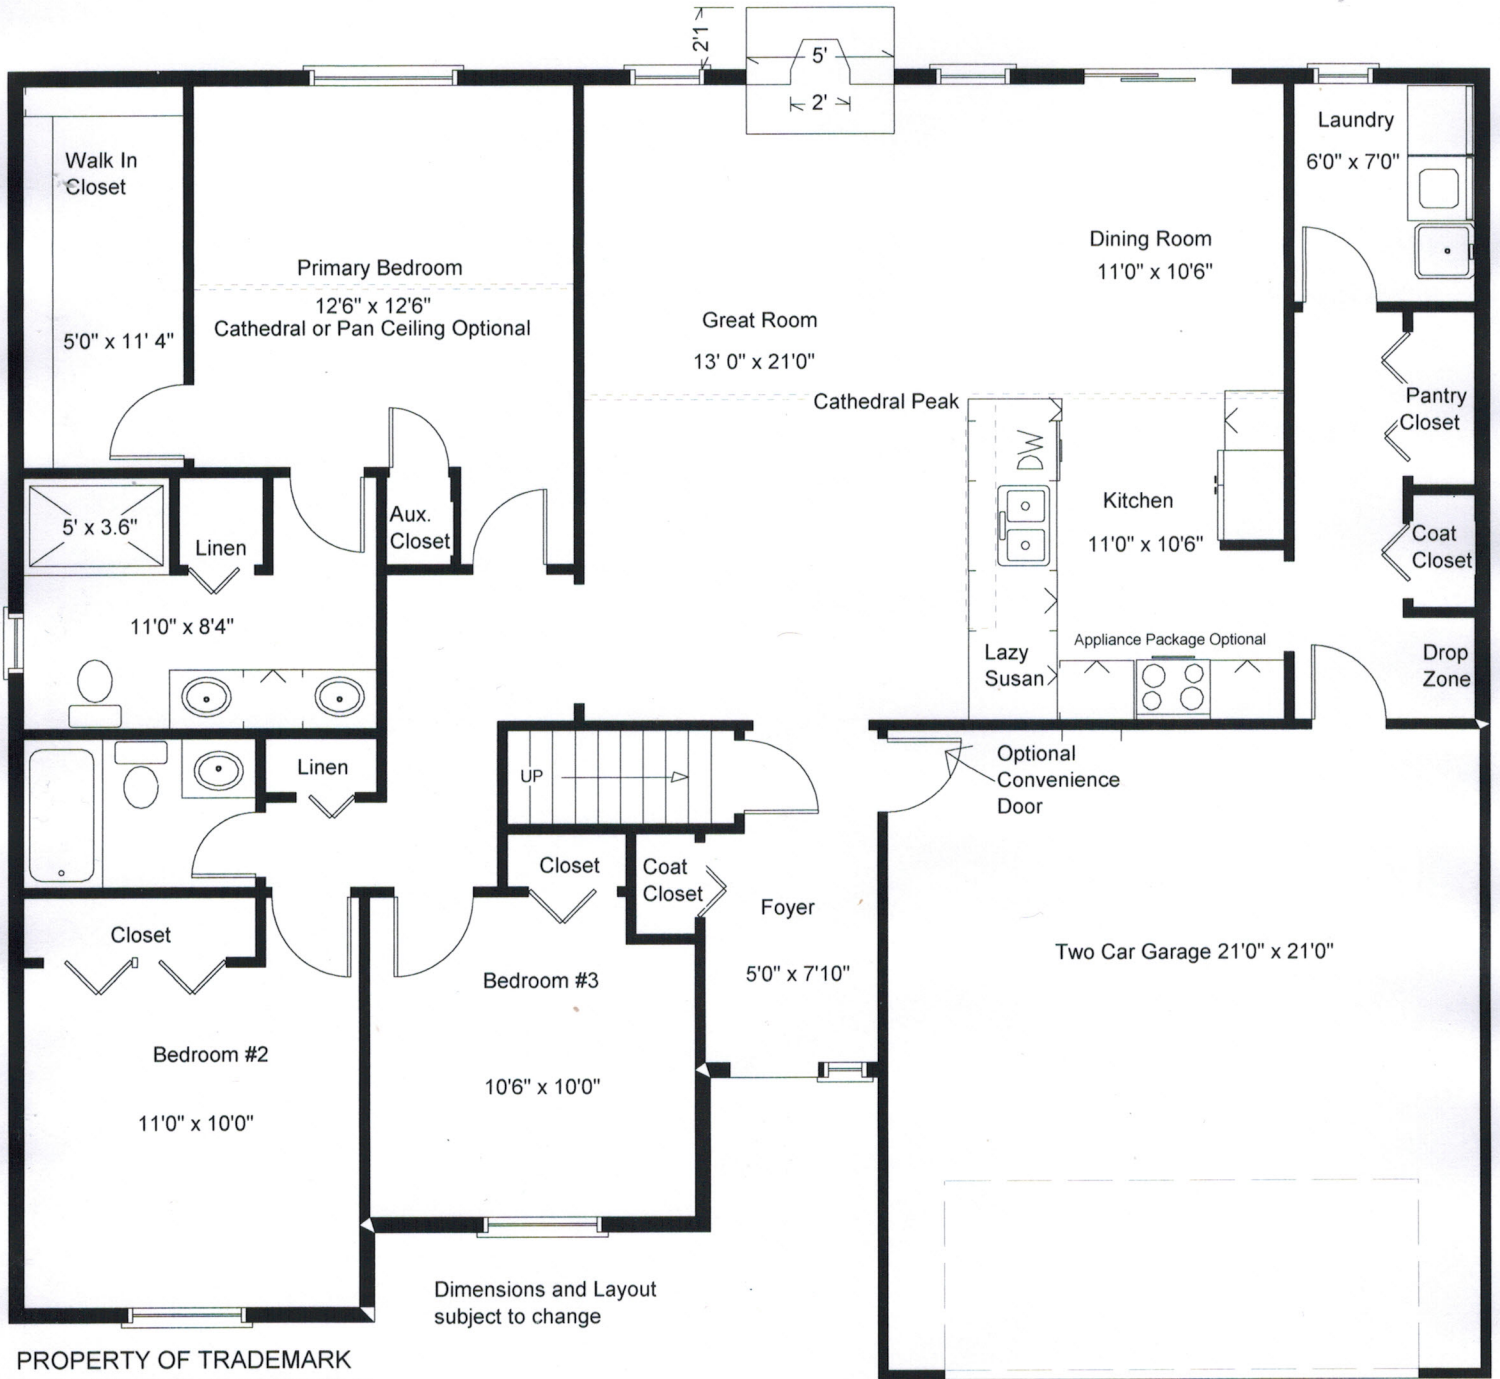 2'1
5'
2'
Walk In
Closet
5'0" x 11' 4"
Primary Bedroom
12'6" x 12'6"
Cathedral or Pan Ceiling Optional
Great Room
13' 0" x 21'0"
Cathedral Peak
Dining Room
11'0" x 10'6"
Laundry
6'0" x 7'0"
Pantry
Closet
Coat
Closet
Drop
Zone
DW
Kitchen
11'0" x 10'6"
Appliance Package Optional
Lazy
Susan
5' x 3.6"
Linen
11'0" x 8'4"
Aux.
Closet
Linen
UP
Optional
Convenience
Door
Closet
Coat
Closet
Foyer
5'0" x 7'10"
Closet
Bedroom #2
11'0" x 10'0"
Bedroom #3
10'6" x 10'0"
Two Car Garage 21'0" x 21'0"
Dimensions and Layout
subject to change
PROPERTY OF TRADEMARK